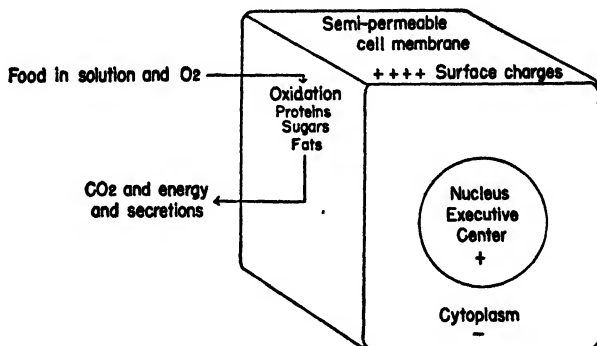 Semi-permeable
cell membrane
++++ Surface charges
Food in solution and O2
Oxidation
Proteins
Sugars
Fats
CO2 and energy
and secretions
Nucleus
Executive
Center
+
Cytoplasm
−